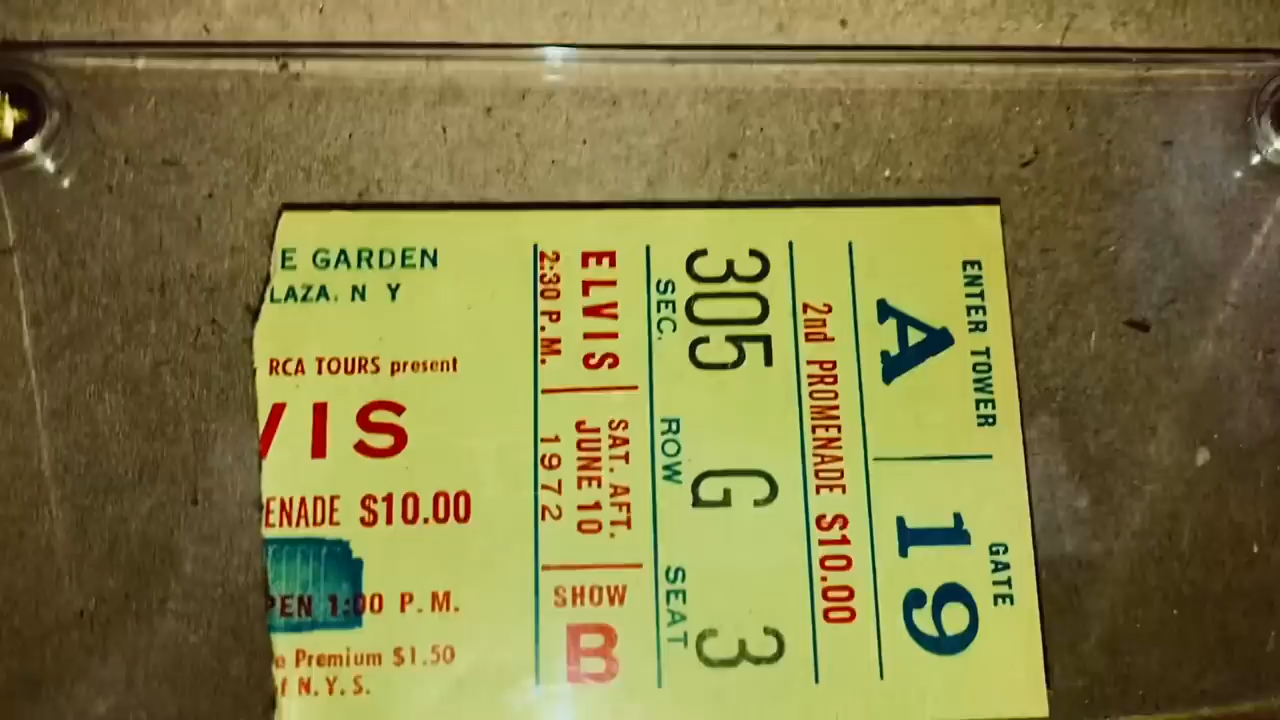 E GARDEN
LAZA. N Y
RCA TOURS present
VIS
ENADE $10.00
PEN 1:00 P.M.
e Premium $1.50
f N.Y.S.
ENTER TOWER
A
GATE
19
2nd PROMENADE $10.00
305 G 3
SEC. ROW SEAT
ELVIS
2:30 P.M.
SAT. AFT.
JUNE 10
1972
SHOW
B